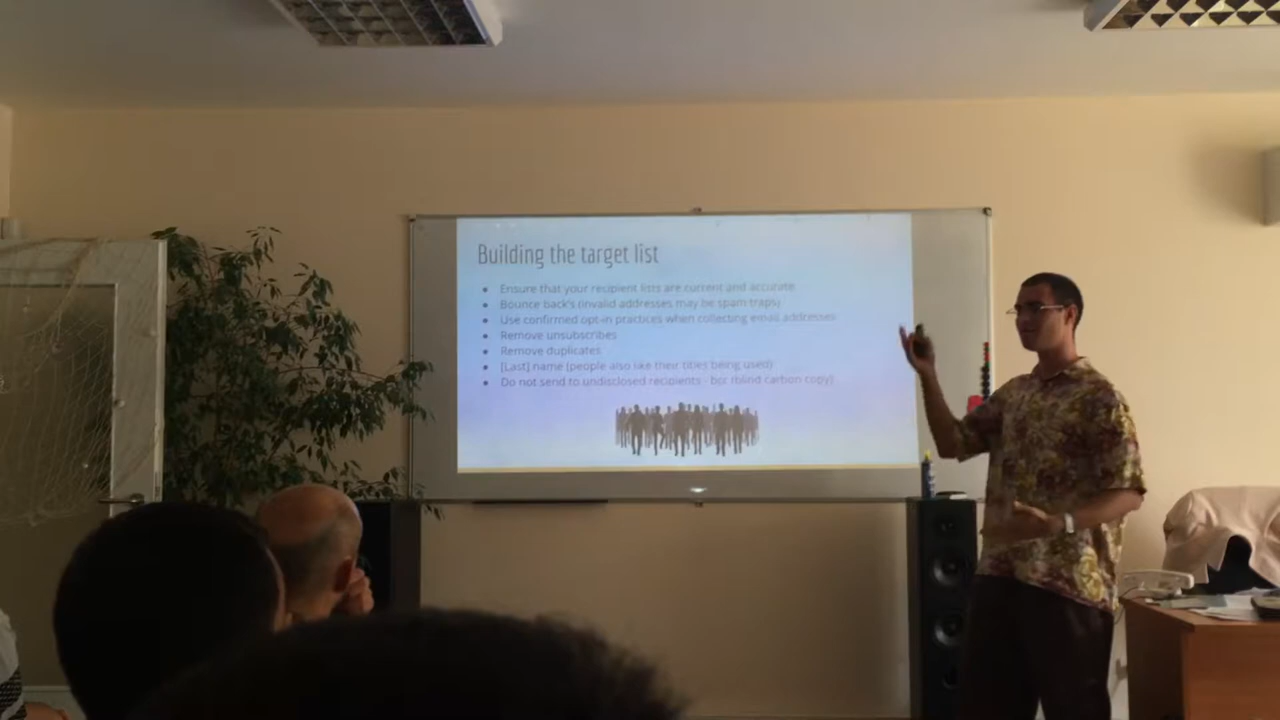 Building the target list
Ensure that your recipient lists are current and accurate
Bounce back's (invalid addresses may be spam traps)
Use confirmed opt-in practices when collecting email addresses
Remove unsubscribes
Remove duplicates
[Last] name (people also like their titles being used)
Do not send to undisclosed recipients - bcc (blind carbon copy)